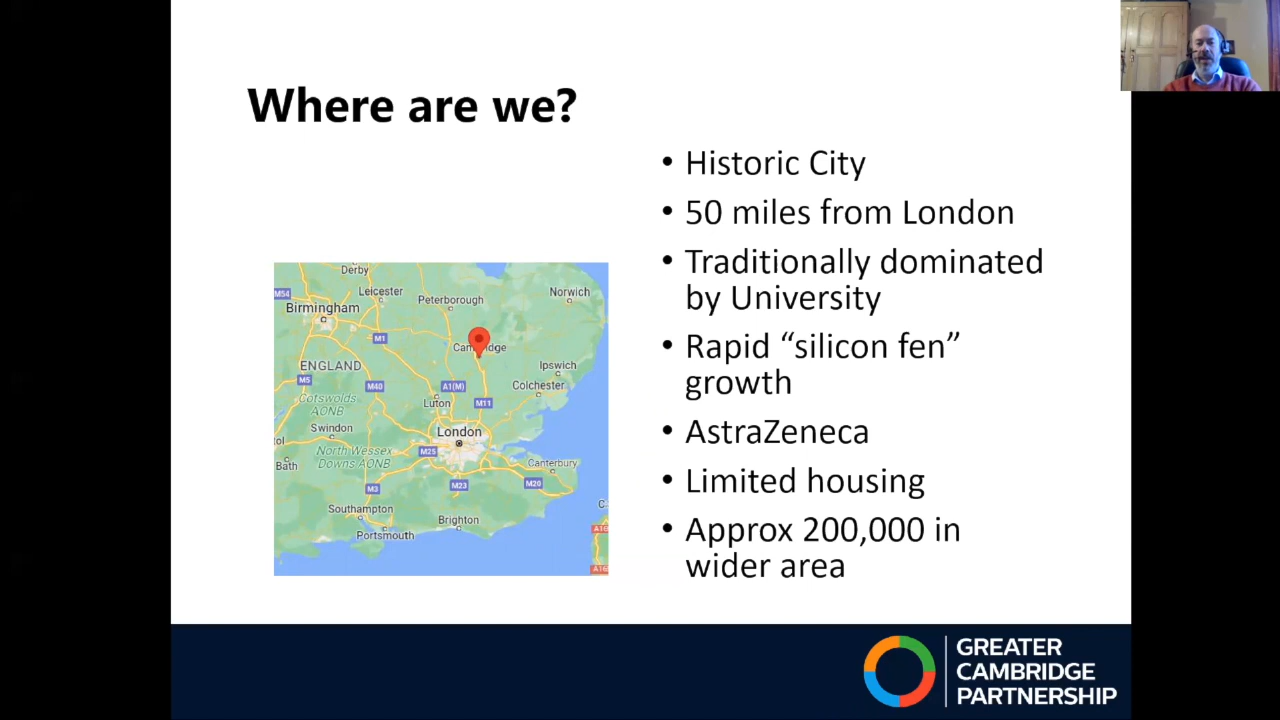 Where are we?
• Historic City
• 50 miles from London
• Traditionally dominated
by University
• Rapid “silicon fen”
growth
• AstraZeneca
• Limited housing
• Approx 200,000 in
wider area
Derby
M54
Leicester
Peterborough
Norwich
Birmingham
M1
Cambridge
ENGLAND
Ipswich
M5
M40
A1(M)
Colchester
Cotswolds
AONB
Luton
M11
Swindon
London
tol
North Wessex
Downs AONB
M25
Bath
Canterbury
M3
M23
M20
Southampton
Brighton
C
Portsmouth
A16
A16
GREATER
CAMBRIDGE
PARTNERSHIP